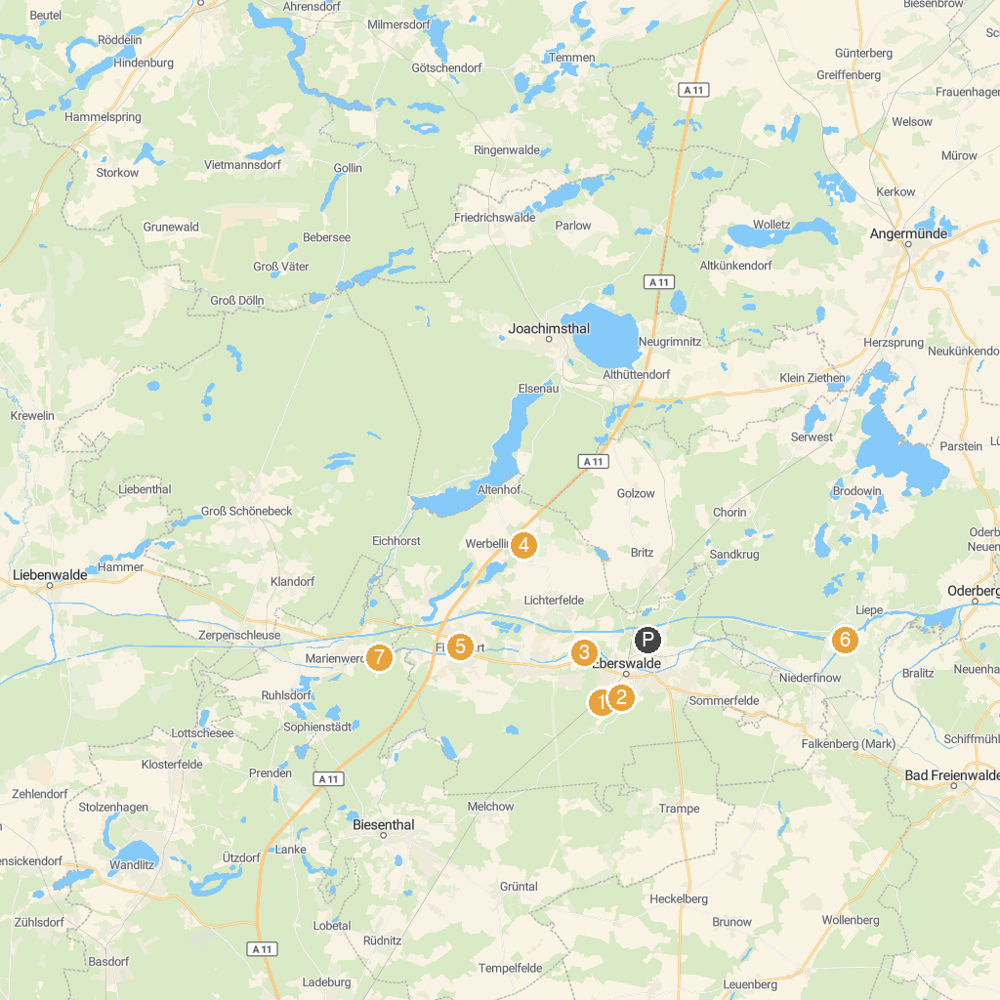 Beutel
Ahrensdorf
Milmersdorf
Biesenbrow
Röddelin
Hindenburg
Götschendorf
Temmen
Günterberg
Greiffenberg
A 11
Frauenhagen
Hammelspring
Welsow
Ringenwalde
Mürow
Vietmannsdorf
Gollin
Storkow
Kerkow
Friedrichswalde
Parlow
Wolletz
Grunewald
Bebersee
Angermünde
Groß Väter
Altkünkendorf
A 11
Groß Dölln
Joachimsthal
Neugrimnitz
Herzsprung
Neukünkendo
Althüttendorf
Klein Ziethen
Elsenau
Krewelin
Serwest
Parstein
A 11
Liebenthal
Altenhof
Golzow
Brodowin
Groß Schönebeck
Chorin
Eichhorst
Werbellin
4
Britz
Sandkrug
Liebenwalde
Hammer
Klandorf
Lichterfelde
Oderberg
Liepe
Zerpenschleuse
P
6
Marienwerd
7
5
3
Eberswalde
Niederfinow
Bralitz
Ruhlsdorf
1
2
Sommerfelde
Sophienstädt
Lottschesee
Falkenberg (Mark)
Klosterfelde
Prenden
A 11
Bad Freienwalde
Zehlendorf
Stolzenhagen
Melchow
Trampe
Biesenthal
Lanke
Wandlitz
Ützdorf
Grüntal
Heckelberg
Zühlsdorf
Lobetal
Brunow
Wollenberg
Rüdnitz
A 11
Basdorf
Tempelfelde
Ladeburg
Leuenberg